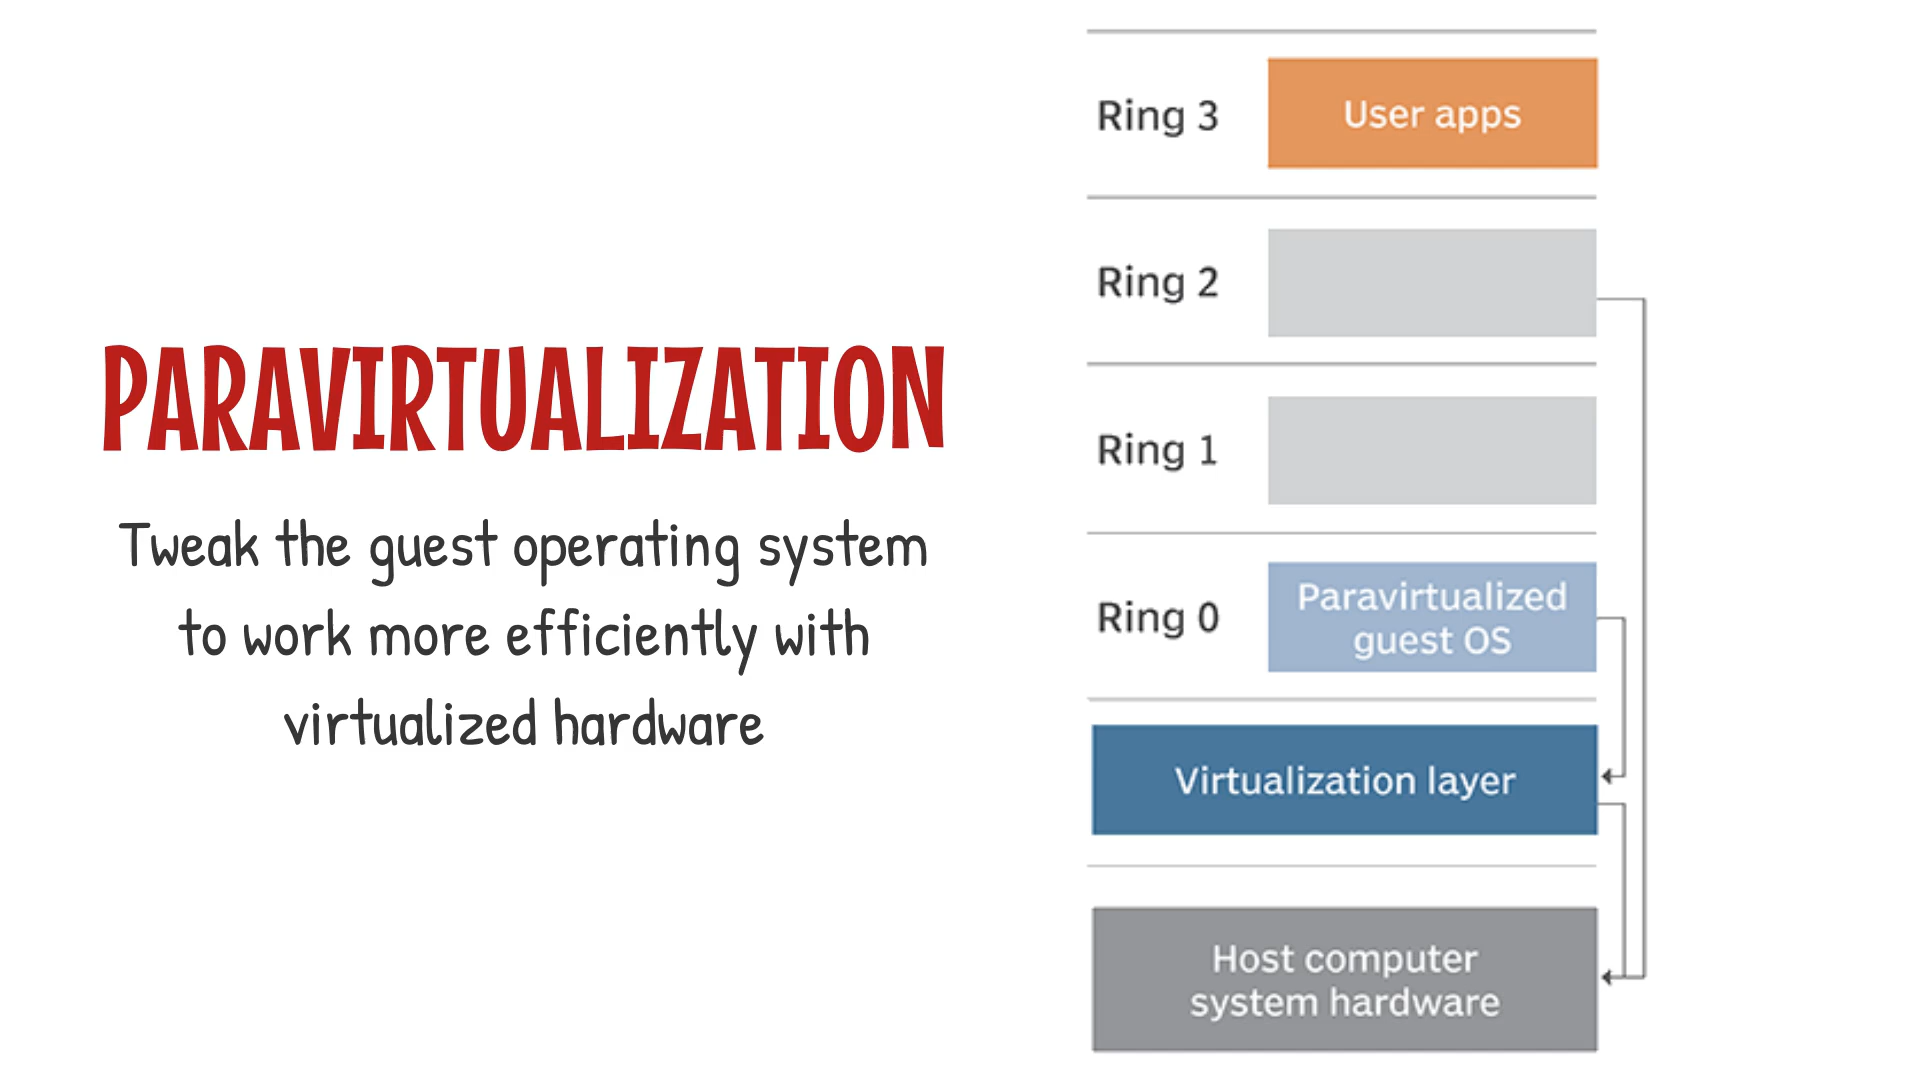 PARAVIRTUALIZATION
Tweak the guest operating system
to work more efficiently with
virtualized hardware
Ring 3
User apps
Ring 2
Ring 1
Ring 0
Paravirtualized
guest OS
Virtualization layer
Host computer
system hardware